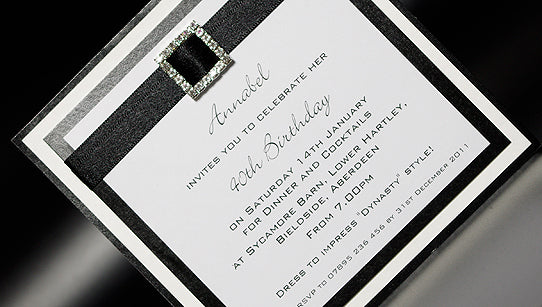 Annabel
INVITES YOU TO CELEBRATE HER
40th Birthday
ON SATURDAY 14TH JANUARY
FOR DINNER AND COCKTAILS
AT SYCAMORE BARN, LOWER HARTLEY,
BIELDSIDE, ABERDEEN
FROM 7.00PM
DRESS TO IMPRESS "DYNASTY" STYLE!
RSVP TO 07895 236 456 BY 31ST DECEMBER 2011